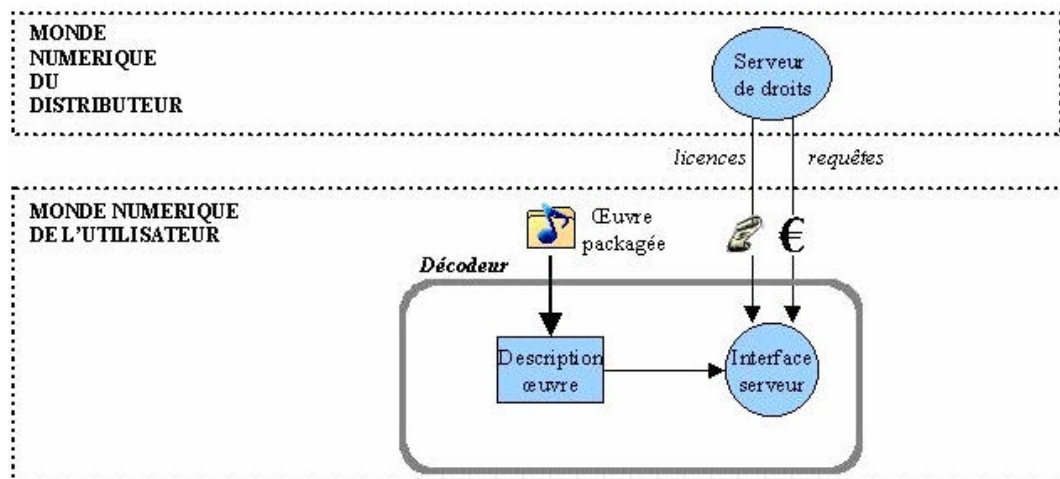 MONDE
NUMERIQUE
DU
DISTRIBUTEUR
Serveur
de droits
licences
requêtes
MONDE NUMERIQUE
DE L'UTILISATEUR
Œuvre
packagée
€
Décodeur
Description
œuvre
Interface
serveur